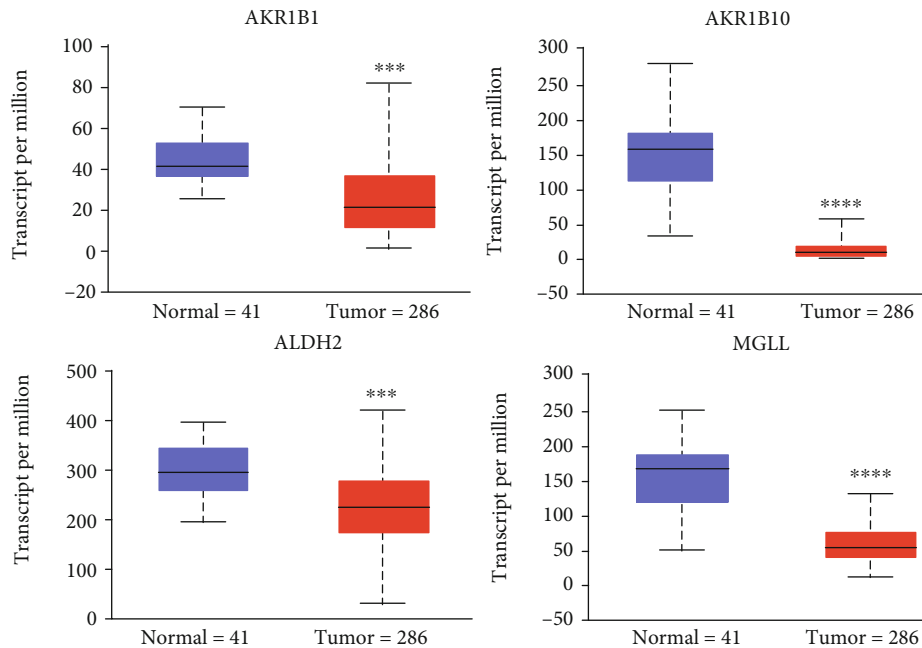 AKR1B1
Transcript per million
100
80
60
40
20
0
−20
***
Normal = 41 Tumor = 286
AKR1B10
Transcript per million
300
250
200
150
100
50
0
−50
****
Normal = 41 Tumor = 286
ALDH2
Transcript per million
500
400
300
200
100
0
***
Normal = 41 Tumor = 286
MGLL
Transcript per million
300
250
200
150
100
50
0
−50
****
Normal = 41 Tumor = 286